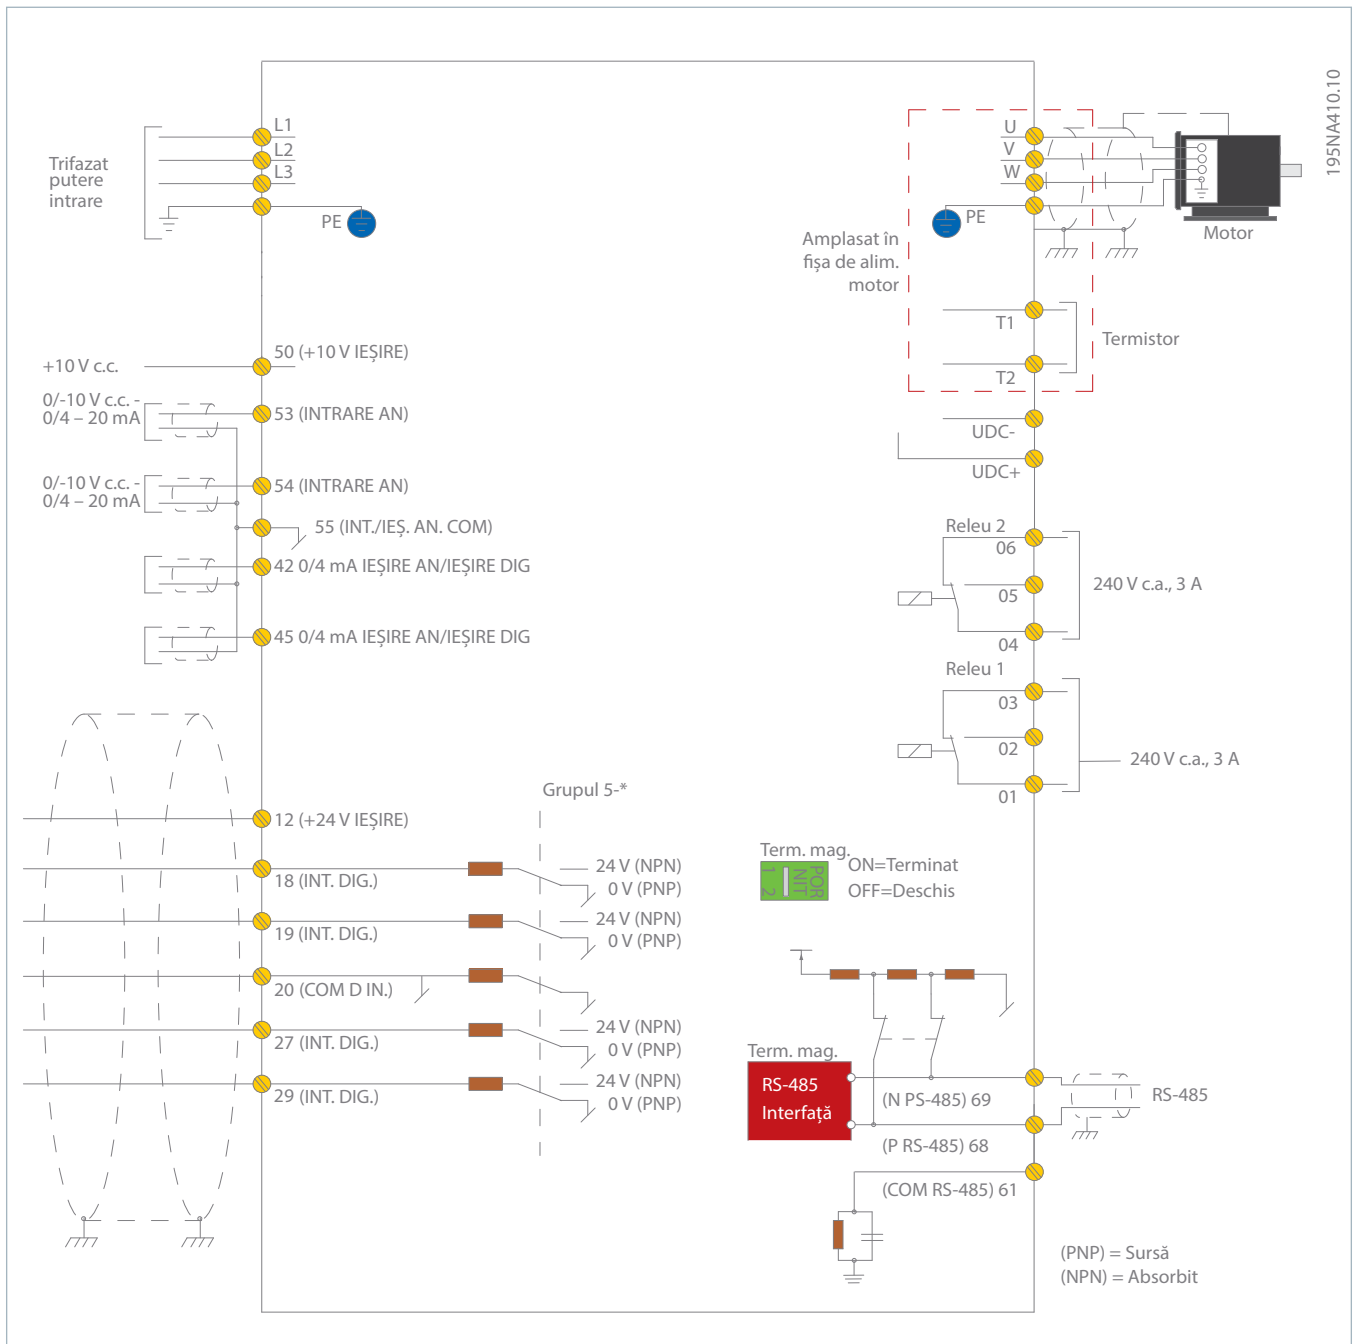 195NA410.10
Trifazat
putere
intrare
L1
L2
L3
PE
U
V
W
PE
Motor
Amplasat în
fișa de alim.
motor
T1
T2
Termistor
+10 V c.c.
50 (+10 V IEȘIRE)
0/-10 V c.c. -
0/4 – 20 mA
53 (INTRARE AN)
0/-10 V c.c. -
0/4 – 20 mA
54 (INTRARE AN)
55 (INT./IEȘ. AN. COM)
42 0/4 mA IEȘIRE AN/IEȘIRE DIG
45 0/4 mA IEȘIRE AN/IEȘIRE DIG
UDC-
UDC+
Releu 2
06
05
04
240 V c.a., 3 A
Releu 1
03
02
01
240 V c.a., 3 A
Grupul 5-*
12 (+24 V IEȘIRE)
18 (INT. DIG.)
24 V (NPN)
0 V (PNP)
19 (INT. DIG.)
24 V (NPN)
0 V (PNP)
20 (COM D IN.)
27 (INT. DIG.)
24 V (NPN)
0 V (PNP)
29 (INT. DIG.)
24 V (NPN)
0 V (PNP)
Term. mag.
1 2
POR
NIT
ON=Terminat
OFF=Deschis
Term. mag.
RS-485
Interfață
(N PS-485) 69
(P RS-485) 68
(COM RS-485) 61
RS-485
(PNP) = Sursă
(NPN) = Absorbit